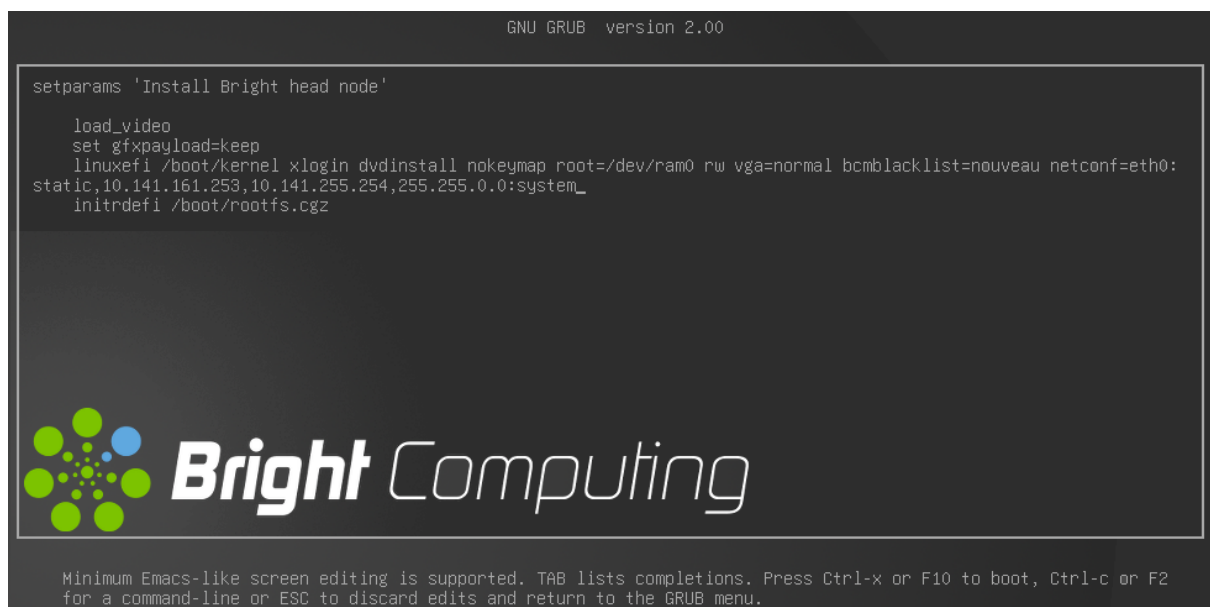 GNU GRUB version 2.00
setparams 'Install Bright head node'
load_video
set gfxpayload=keep
linuxefi /boot/kernel xlogin dvdinstall nokeymap root=/dev/ram0 rw vga=normal bcmblacklist=nouveau netconf=eth0:
static,10.141.161.253,10.141.255.254,255.255.0.0:system_
initrdefi /boot/rootfs.cgz
Bright Computing
Minimum Emacs-like screen editing is supported. TAB lists completions. Press Ctrl-x or F10 to boot, Ctrl-c or F2
for a command-line or ESC to discard edits and return to the GRUB menu.